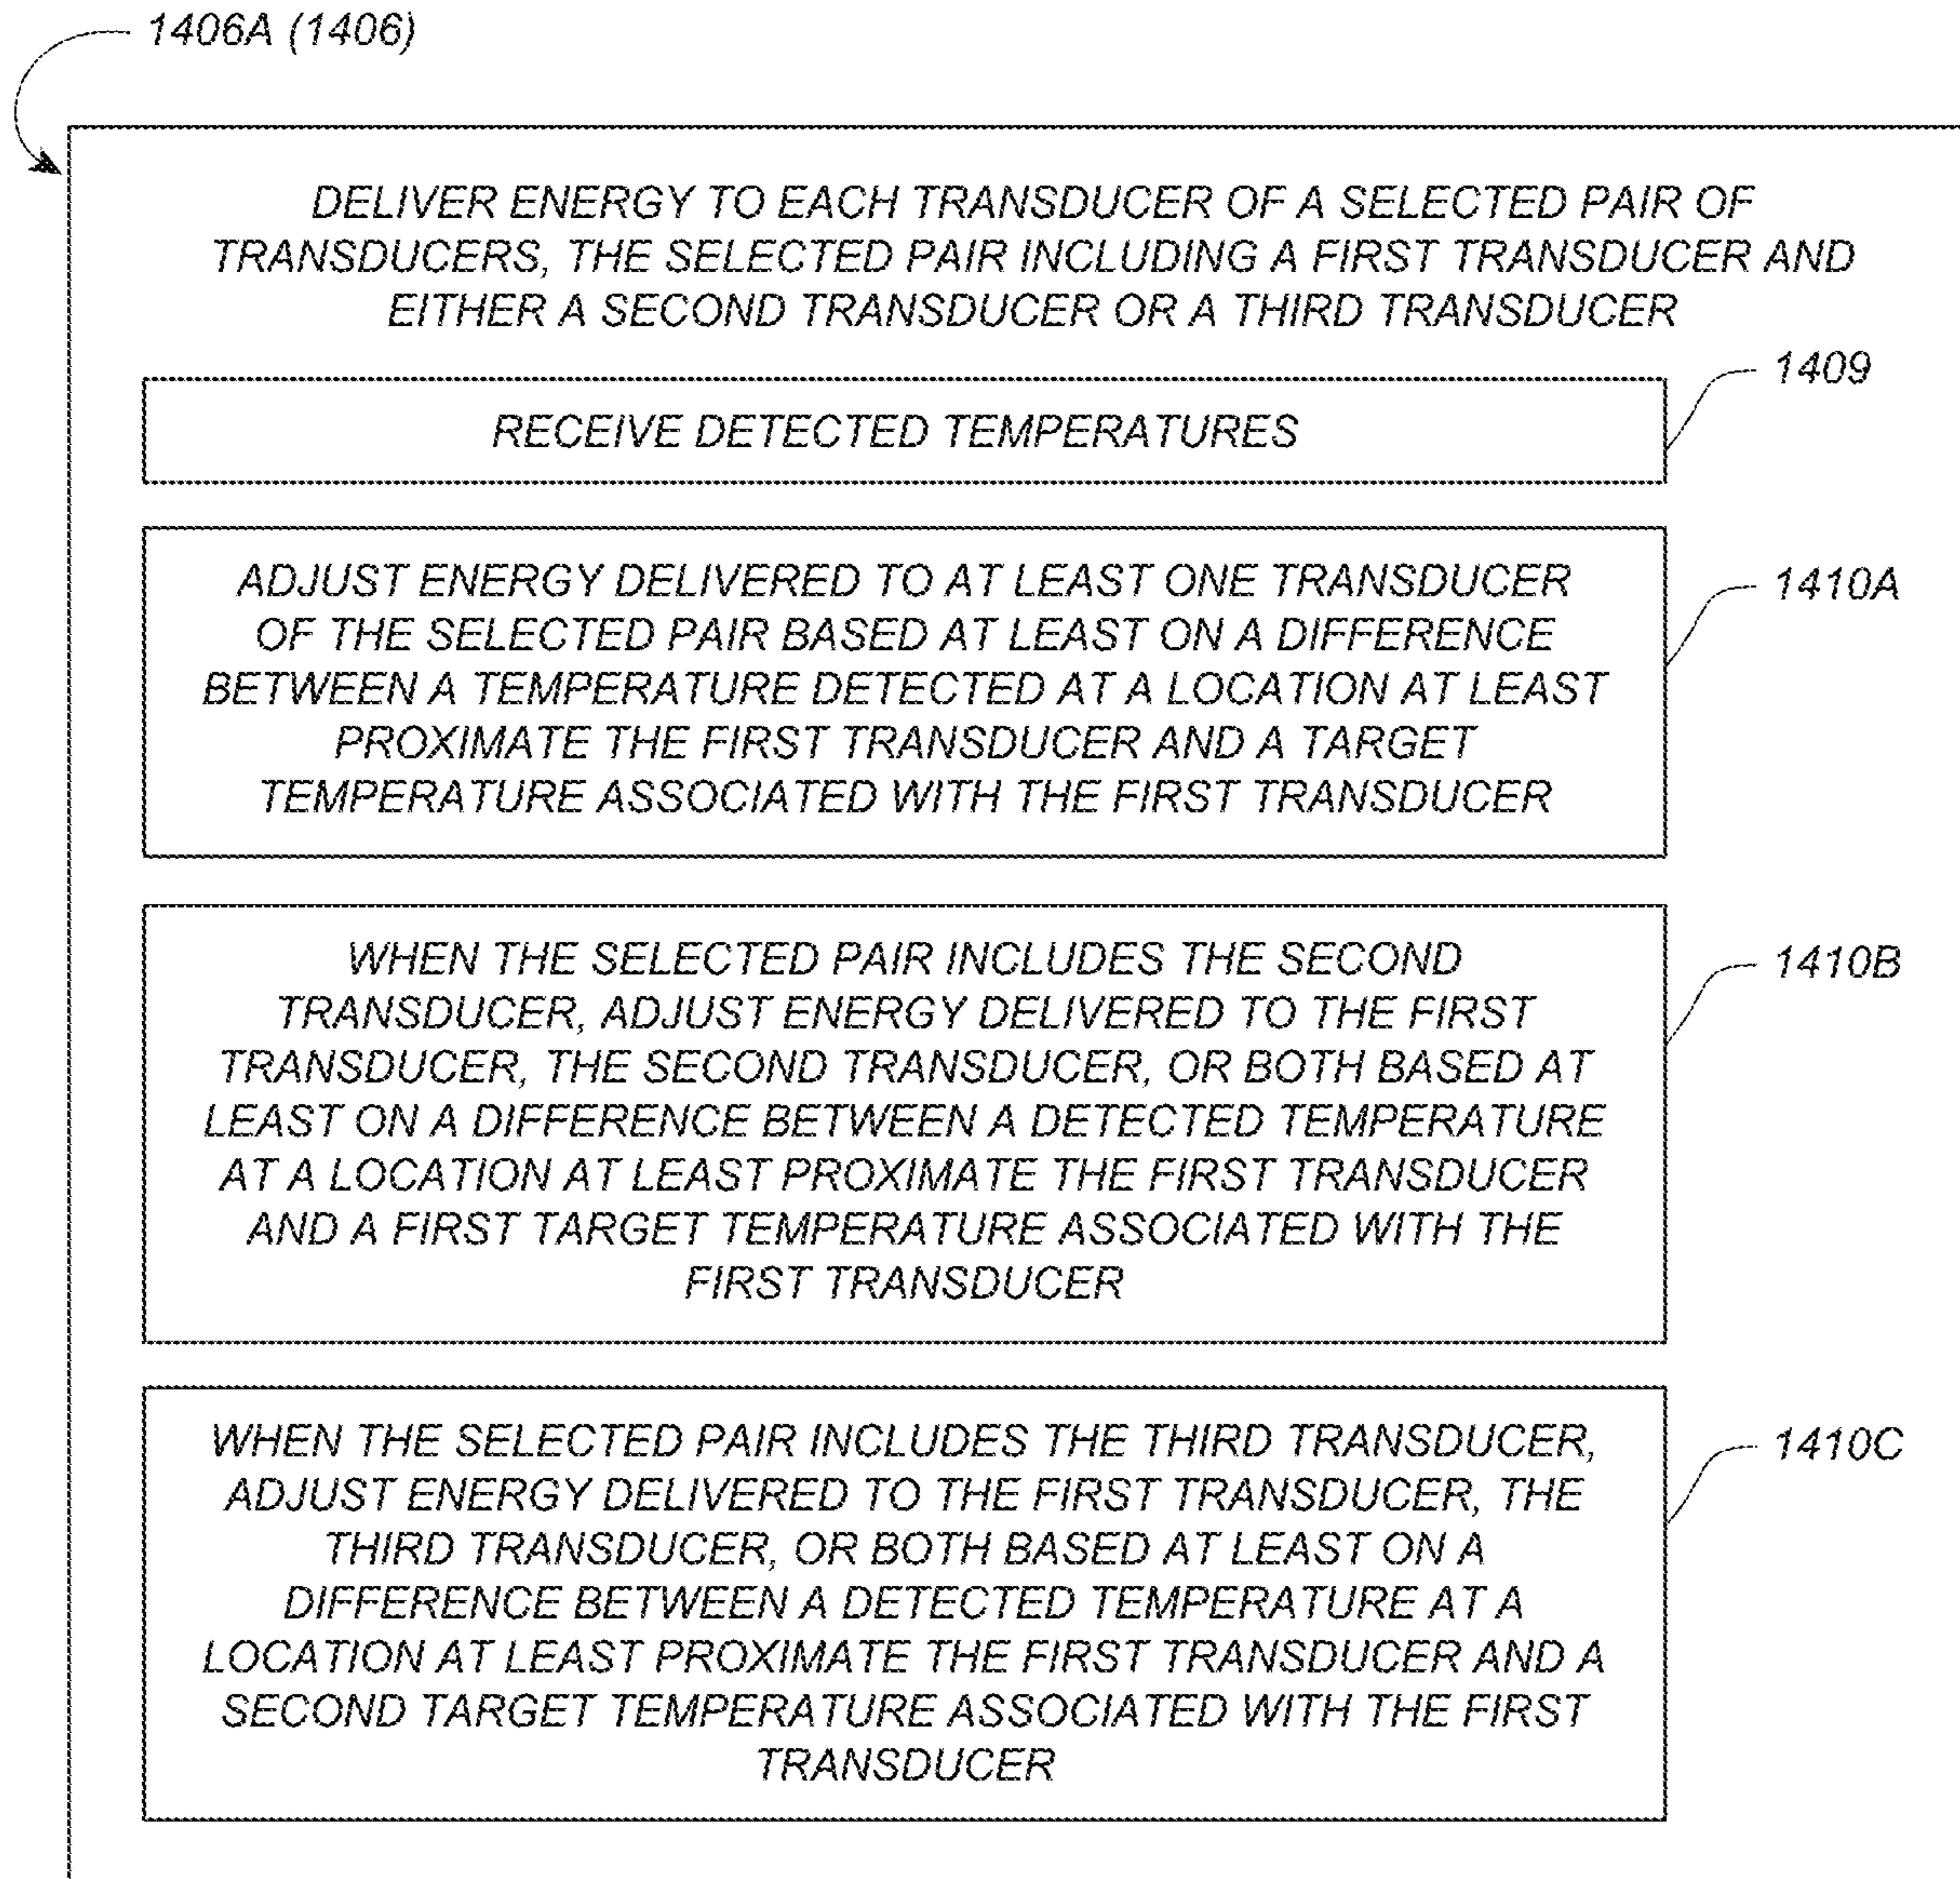 1406A (1406)
DELIVER ENERGY TO EACH TRANSDUCER OF A SELECTED PAIR OF
TRANSDUCERS, THE SELECTED PAIR INCLUDING A FIRST TRANSDUCER AND
EITHER A SECOND TRANSDUCER OR A THIRD TRANSDUCER
1409
RECEIVE DETECTED TEMPERATURES
1410A
ADJUST ENERGY DELIVERED TO AT LEAST ONE TRANSDUCER
OF THE SELECTED PAIR BASED AT LEAST ON A DIFFERENCE
BETWEEN A TEMPERATURE DETECTED AT A LOCATION AT LEAST
PROXIMATE THE FIRST TRANSDUCER AND A TARGET
TEMPERATURE ASSOCIATED WITH THE FIRST TRANSDUCER
1410B
WHEN THE SELECTED PAIR INCLUDES THE SECOND
TRANSDUCER, ADJUST ENERGY DELIVERED TO THE FIRST
TRANSDUCER, THE SECOND TRANSDUCER, OR BOTH BASED AT
LEAST ON A DIFFERENCE BETWEEN A DETECTED TEMPERATURE
AT A LOCATION AT LEAST PROXIMATE THE FIRST TRANSDUCER
AND A FIRST TARGET TEMPERATURE ASSOCIATED WITH THE
FIRST TRANSDUCER
1410C
WHEN THE SELECTED PAIR INCLUDES THE THIRD TRANSDUCER,
ADJUST ENERGY DELIVERED TO THE FIRST TRANSDUCER, THE
THIRD TRANSDUCER, OR BOTH BASED AT LEAST ON A
DIFFERENCE BETWEEN A DETECTED TEMPERATURE AT A
LOCATION AT LEAST PROXIMATE THE FIRST TRANSDUCER AND A
SECOND TARGET TEMPERATURE ASSOCIATED WITH THE FIRST
TRANSDUCER